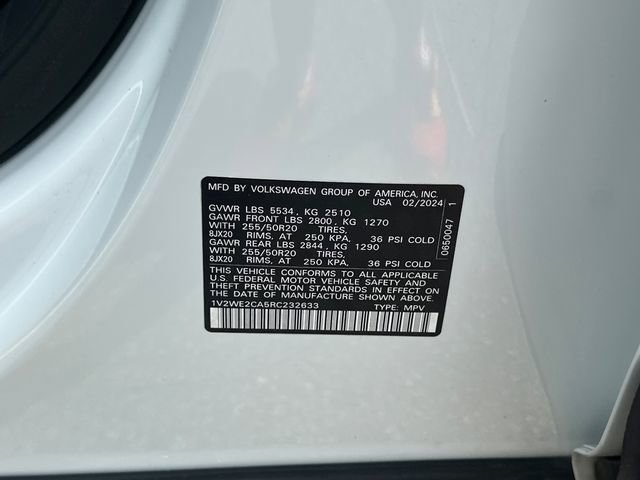 MFD BY VOLKSWAGEN GROUP OF AMERICA, INC.
USA 02/2024
GVWR LBS 5534 , KG 2510
GAWR FRONT LBS 2800 , KG 1270
WITH 255/50R20 TIRES,
8JX20 RIMS, AT 250 KPA, 36 PSI COLD
GAWR REAR LBS 2844 , KG 1290
WITH 255/50R20 TIRES,
8JX20 RIMS, AT 250 KPA, 36 PSI COLD
THIS VEHICLE CONFORMS TO ALL APPLICABLE
U.S. FEDERAL MOTOR VEHICLE SAFETY AND
THEFT PREVENTION STANDARDS IN EFFECT ON
THE DATE OF MANUFACTURE SHOWN ABOVE.
1V2WE2CA5RC232633 TYPE: MPV
0650047 1